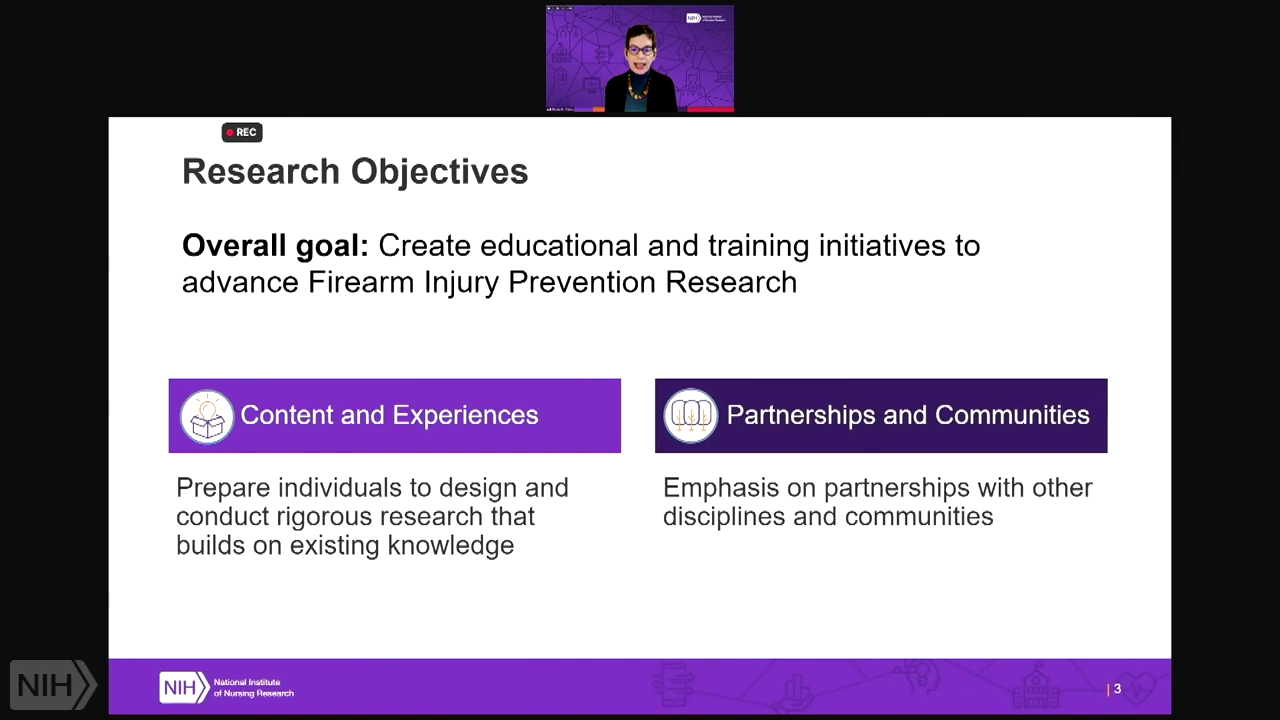 NIH
REC
Research Objectives
Overall goal: Create educational and training initiatives to
advance Firearm Injury Prevention Research
Content and Experiences
Prepare individuals to design and
conduct rigorous research that
builds on existing knowledge
Partnerships and Communities
Emphasis on partnerships with other
disciplines and communities
NIH
NIH
National Institute
of Nursing Research
| 3